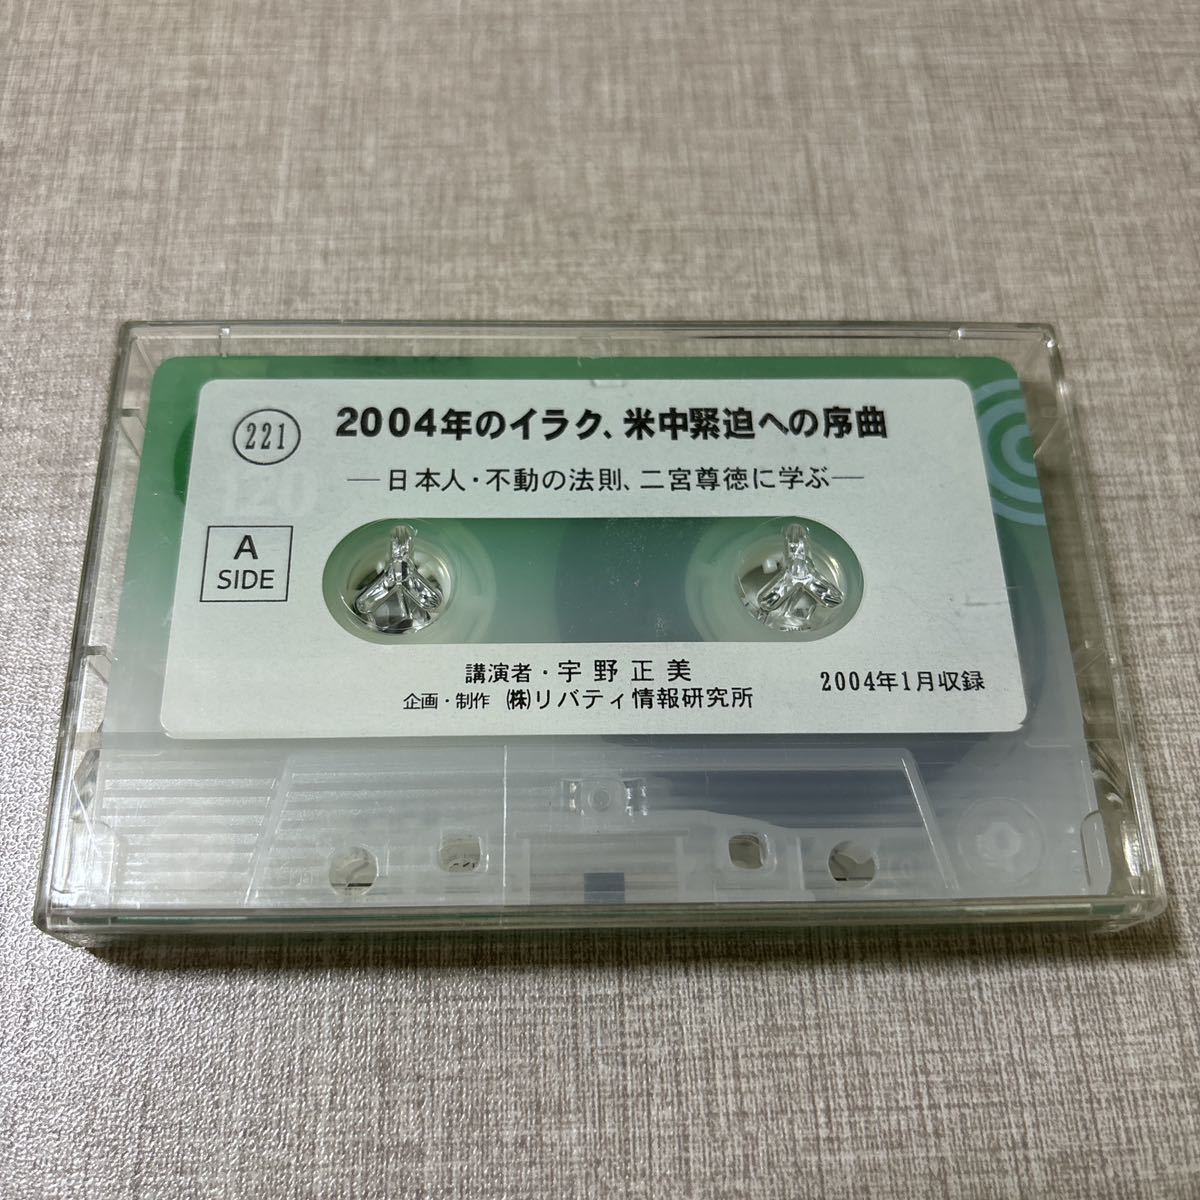 221
2004年のイラク、米中緊迫への序曲
―日本人・不動の法則、二宮尊徳に学ぶ―
120
A
SIDE
講演者・宇野正美
企画・制作 ㈱リバティ情報研究所
2004年1月収録